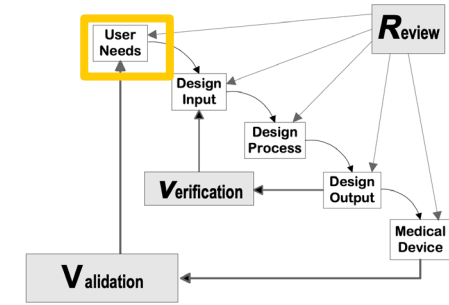 User
Needs
Review
Design
Input
Design
Process
Verification
Design
Output
Medical
Device
Validation